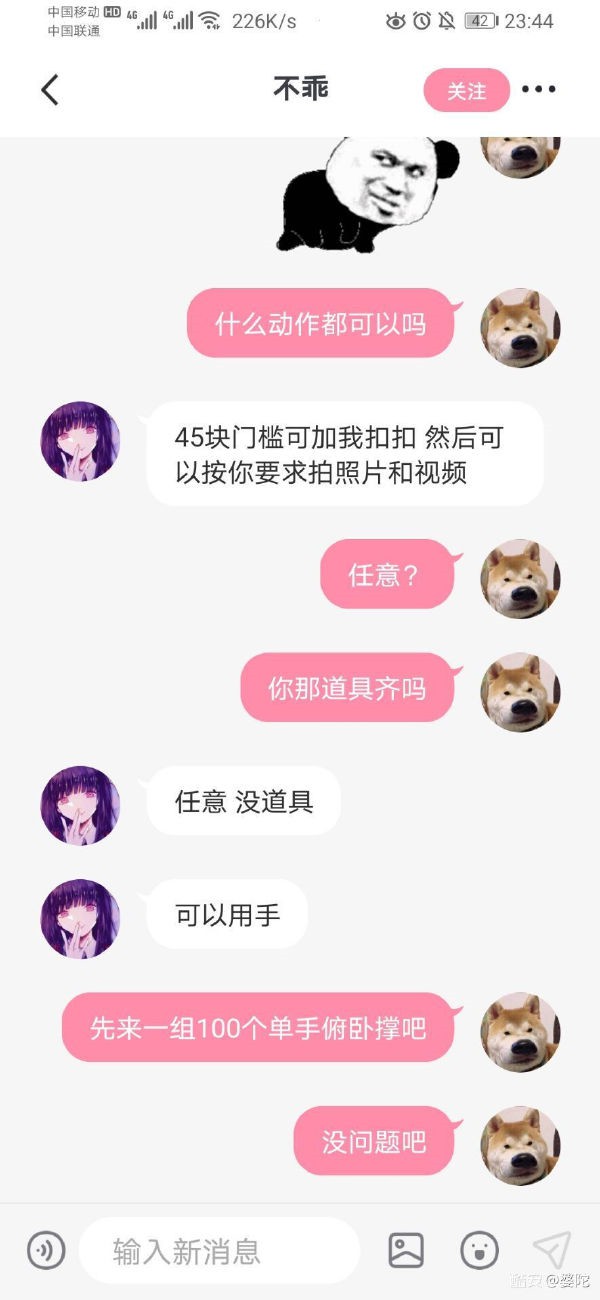 中国移动 HD 4G 4G 226K/s 42 23:44
中国联通
不乖
关注
什么动作都可以吗
45块门槛可加我扣扣 然后可
以按你要求拍照片和视频
任意？
你那道具齐吗
任意 没道具
可以用手
先来一组100个单手俯卧撑吧
没问题吧
输入新消息
酷安 @婆陀